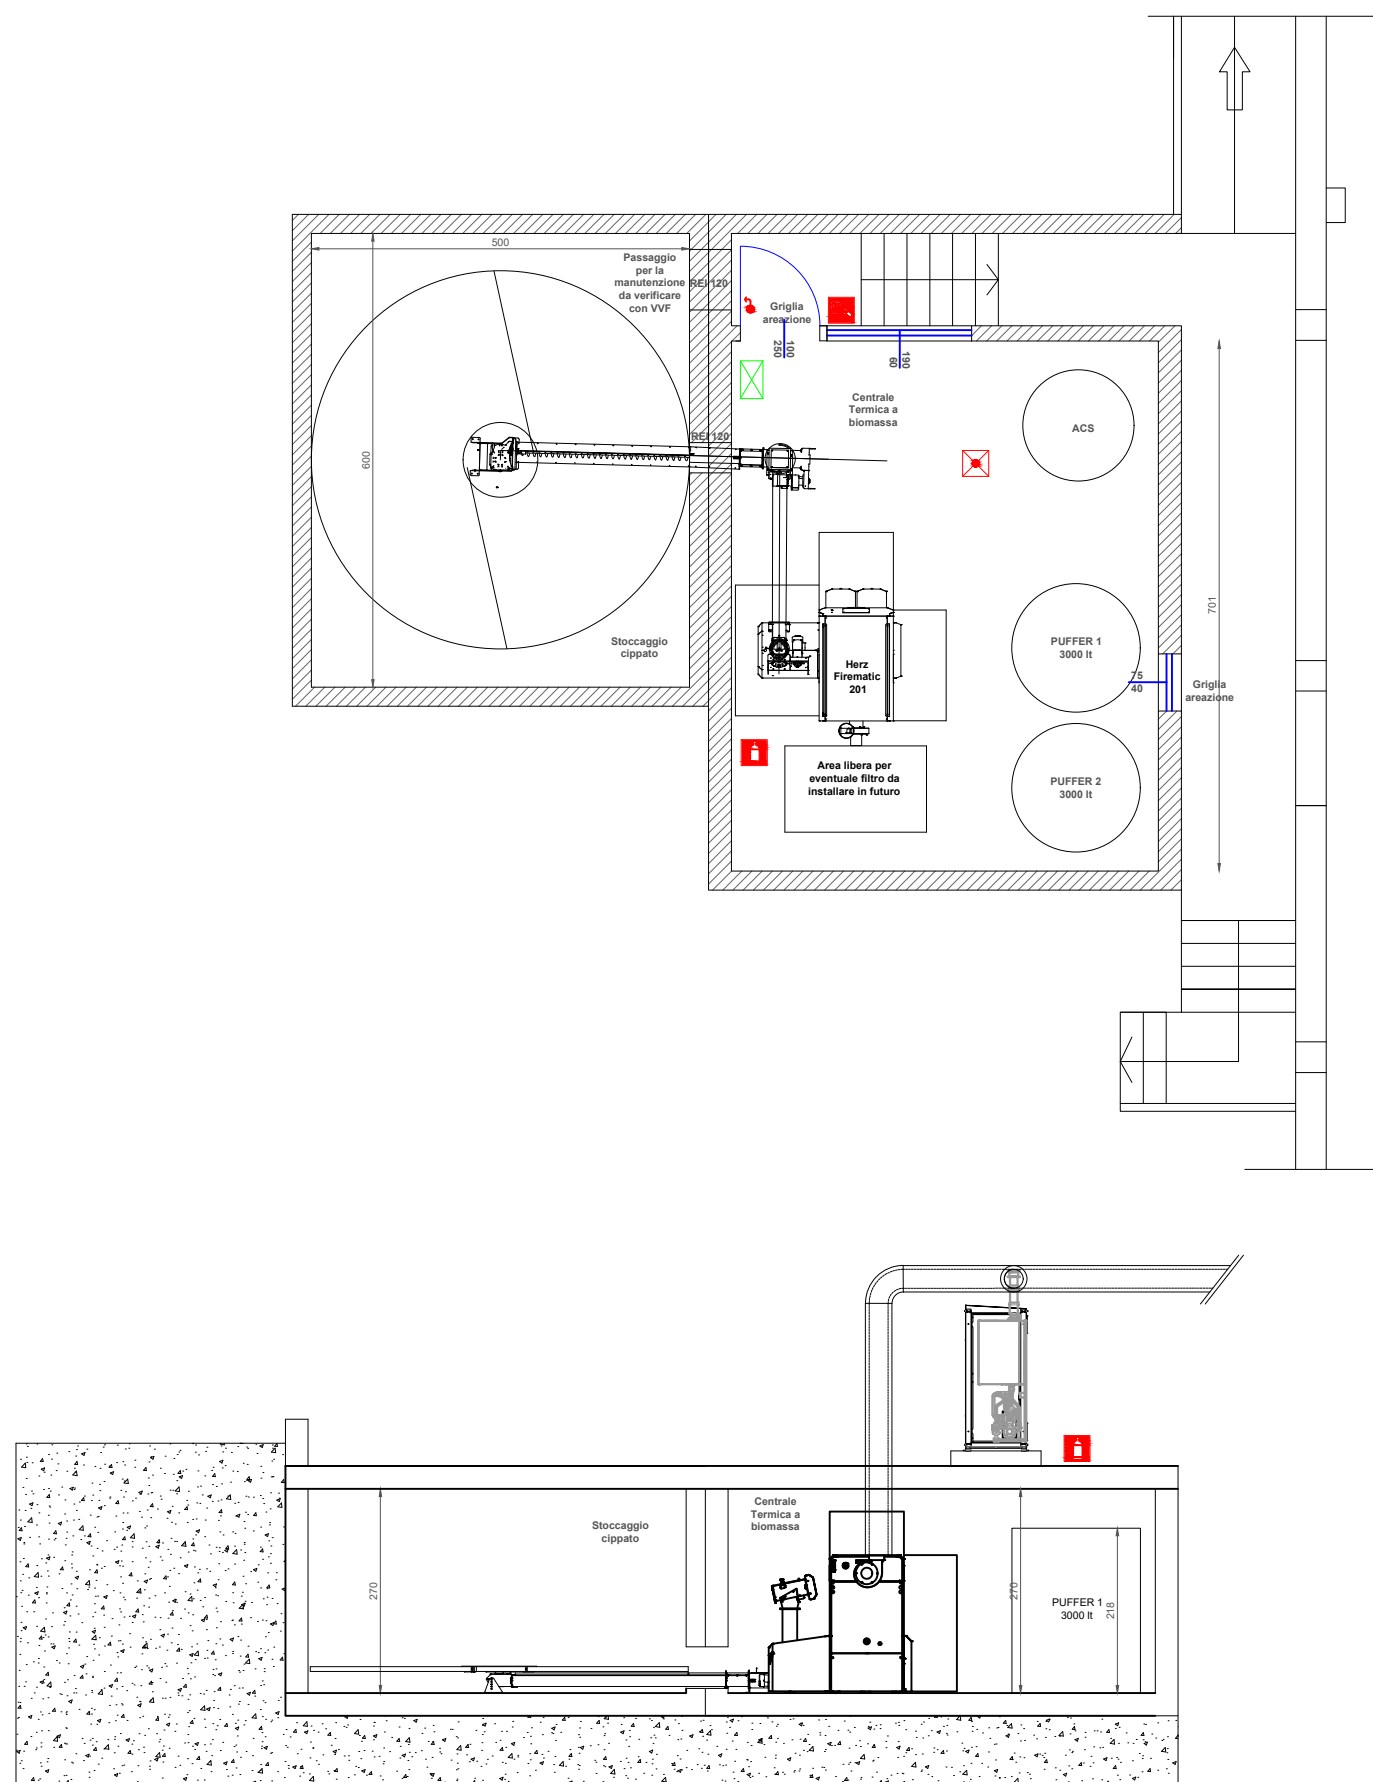 500
Passaggio
per la
manutenzione
da verificare
con VVF
REI 120
Griglia
areazione
100
250
190
60
Centrale
Termica a
biomassa
ACS
REI 120
600
701
Stoccaggio
cippato
Herz
Firematic
201
PUFFER 1
3000 lt
75
40
Griglia
areazione
Area libera per
eventuale filtro da
installare in futuro
PUFFER 2
3000 lt
Stoccaggio
cippato
Centrale
Termica a
biomassa
270
270
PUFFER 1
3000 lt
218